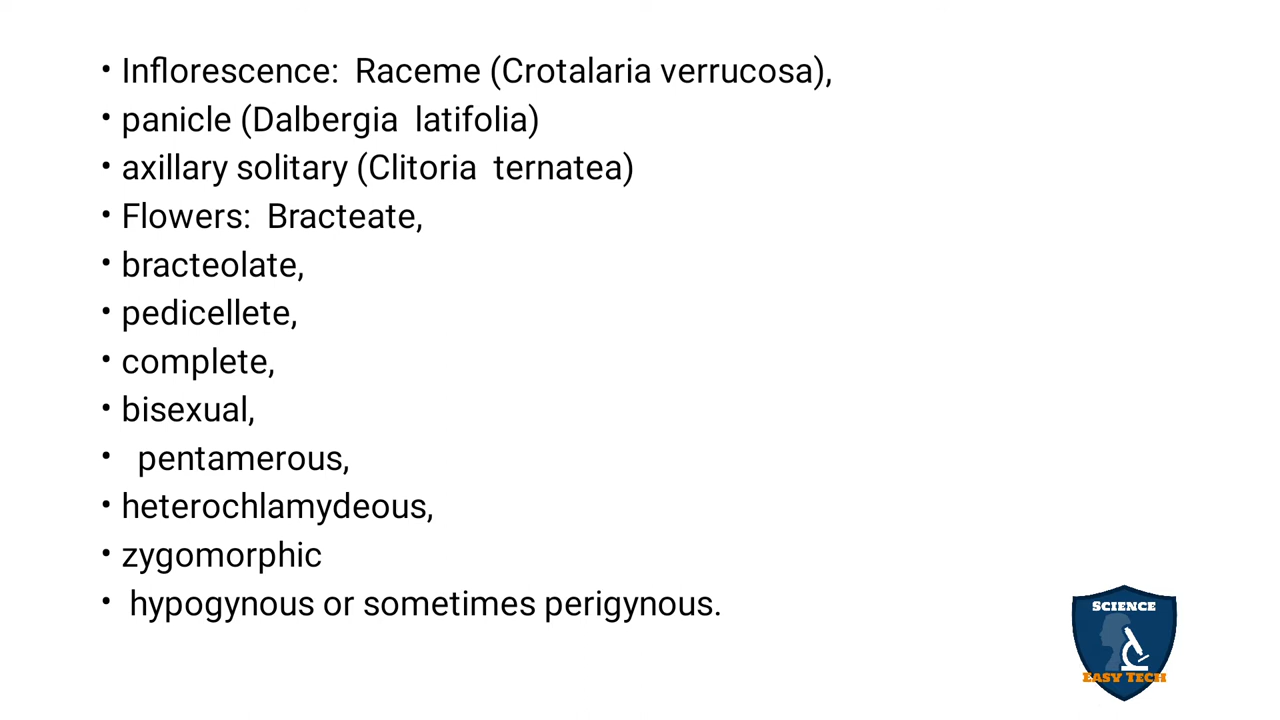 • Inflorescence:  Raceme (Crotalaria verrucosa),
• panicle (Dalbergia  latifolia)
• axillary solitary (Clitoria  ternatea)
• Flowers:  Bracteate,
• bracteolate,
• pedicellete,
• complete,
• bisexual,
•  pentamerous,
• heterochlamydeous,
• zygomorphic
•  hypogynous or sometimes perigynous.
SCIENCE
EASY TECH